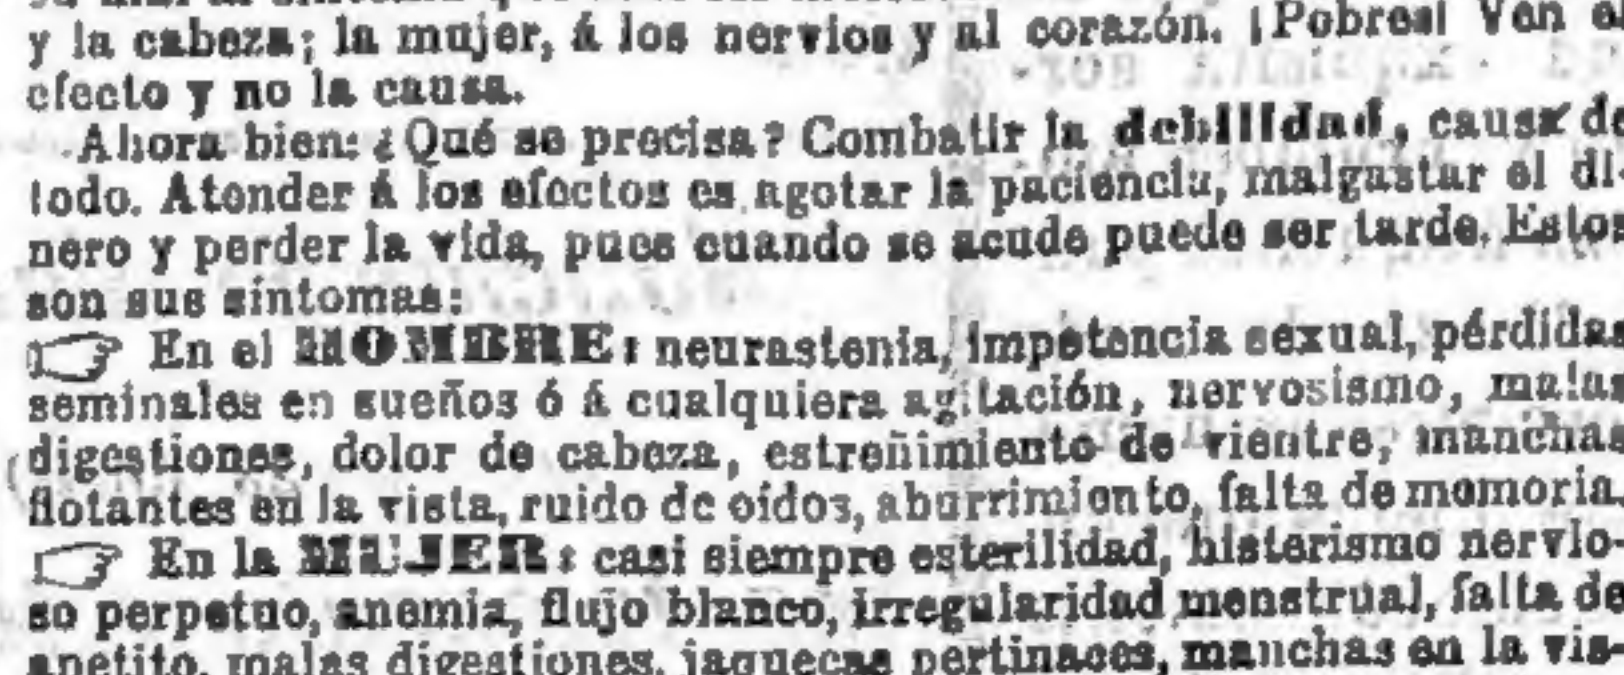 y la cabeza; la mujer, á los nervios y al corazón. ¡Pobres! Ven el
efecto y no la causa.
Ahora bien: ¿Qué se precisa? Combatir la debilidad, causa de
todo. Atender á los efectos es agotar la paciencia, malgastar el di-
nero y perder la vida, pues cuando se acude puede ser tarde. Estos
son sus síntomas:
☞ En el HOMBRE: neurastenia, impotencia sexual, pérdidas
seminales en sueños ó á cualquiera agitación, nervosismo, malas
digestiones, dolor de cabeza, estreñimiento de vientre, manchas
flotantes en la vista, ruido de oídos, aburrimiento, falta de memoria.
☞ En la MUJER: casi siempre esterilidad, histerismo nervio-
so perpetuo, anemia, flujo blanco, irregularidad menstrual, falta de
apetito, malas digestiones, jaquecas pertinaces, manchas en la vis-